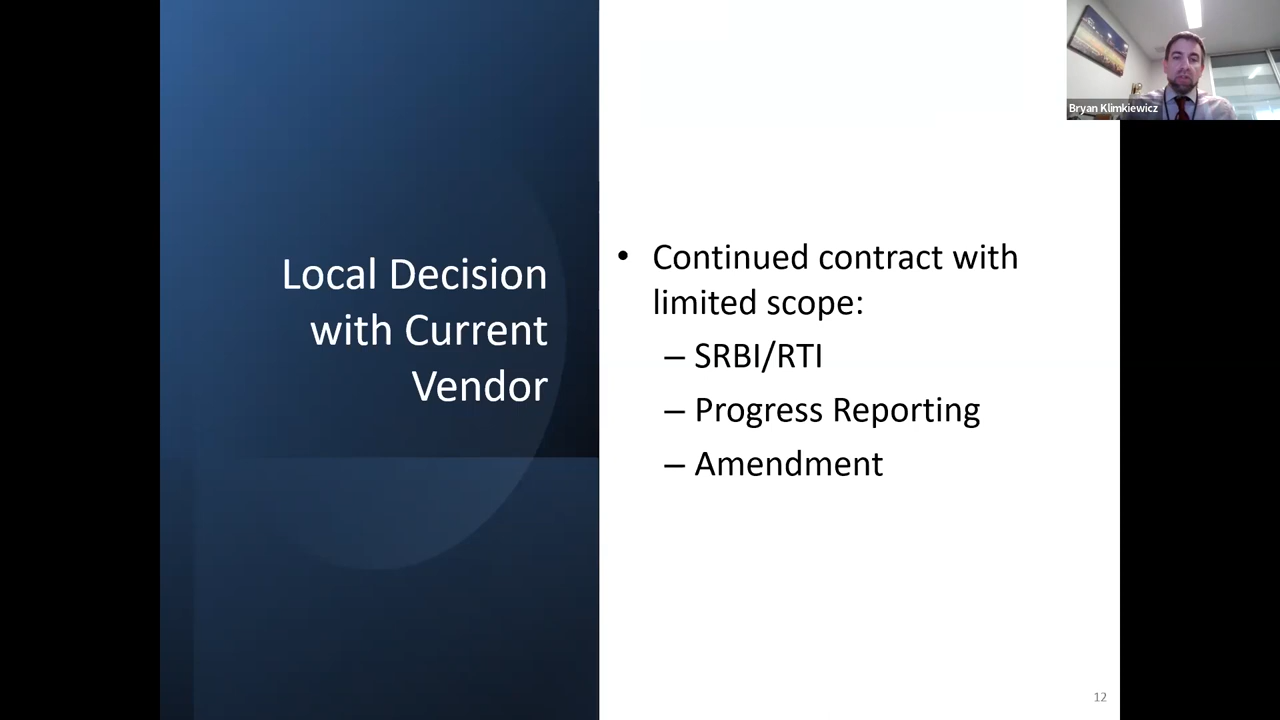 Bryan Klimkiewicz
Local Decision
with Current
Vendor
• Continued contract with
limited scope:
– SRBI/RTI
– Progress Reporting
– Amendment
12